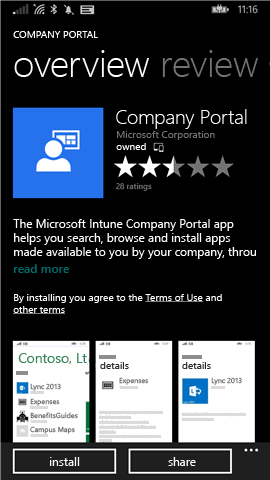 11:16
COMPANY PORTAL
overview review
Company Portal
Microsoft Corporation
owned
28 ratings
The Microsoft Intune Company Portal app
helps you search, browse and install apps
made available to you by your company, throu
read more
By installing you agree to the Terms of Use and
other terms
Contoso, Lt
Lync 2013
Expenses
BenefitsGuides
Campus Maps
details
Expenses
details
Lync 2013
install
share